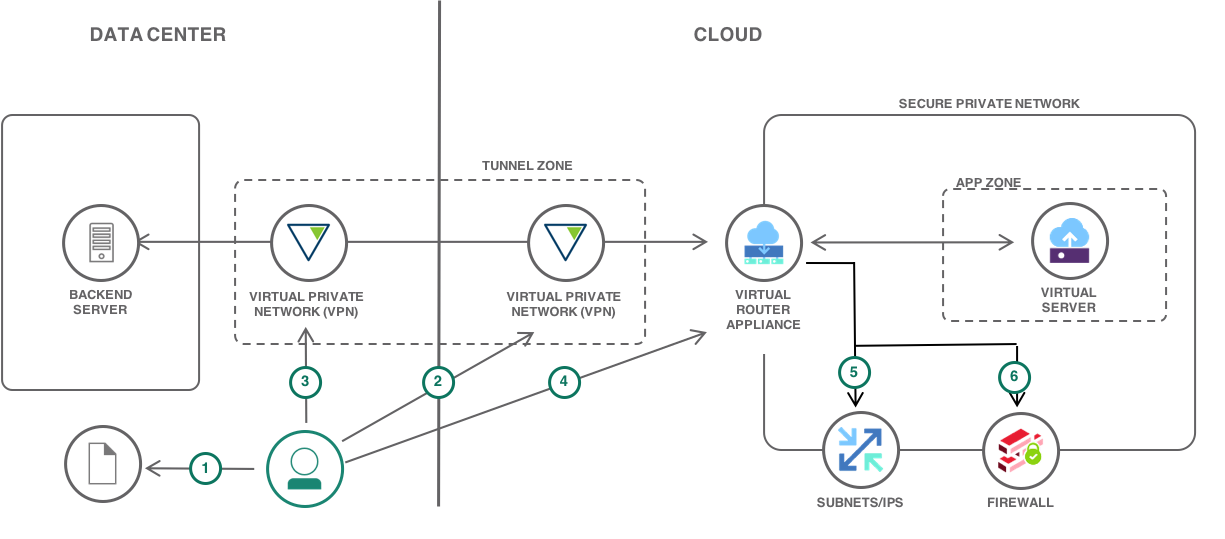 DATA CENTER
CLOUD
SECURE PRIVATE NETWORK
TUNNEL ZONE
APP ZONE
BACKEND
SERVER
VIRTUAL PRIVATE
NETWORK (VPN)
VIRTUAL PRIVATE
NETWORK (VPN)
VIRTUAL
ROUTER
APPLIANCE
VIRTUAL
SERVER
3
2
4
5
6
1
SUBNETS/IPS
FIREWALL